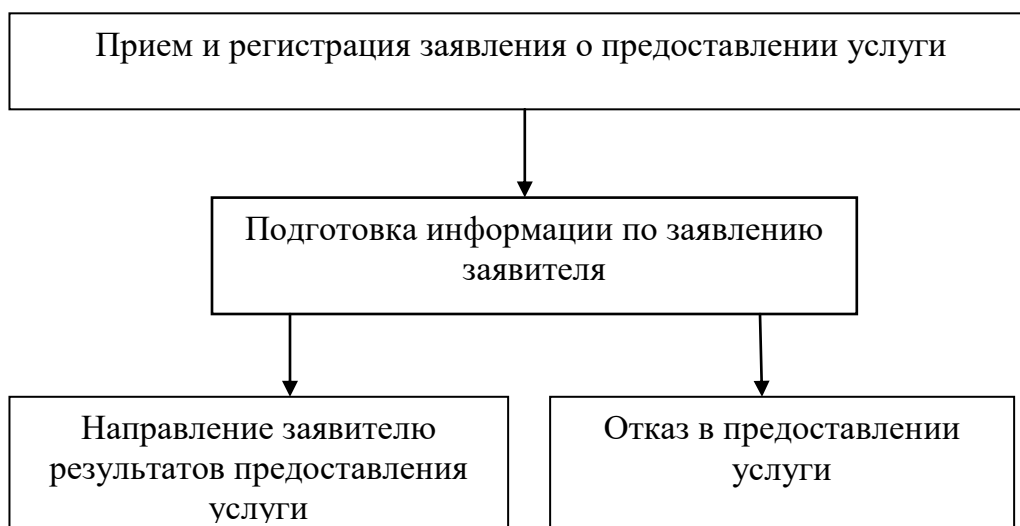 Прием и регистрация заявления о предоставлении услуги
Подготовка информации по заявлению
заявителя
Направление заявителю
результатов предоставления
услуги
Отказ в предоставлении
услуги